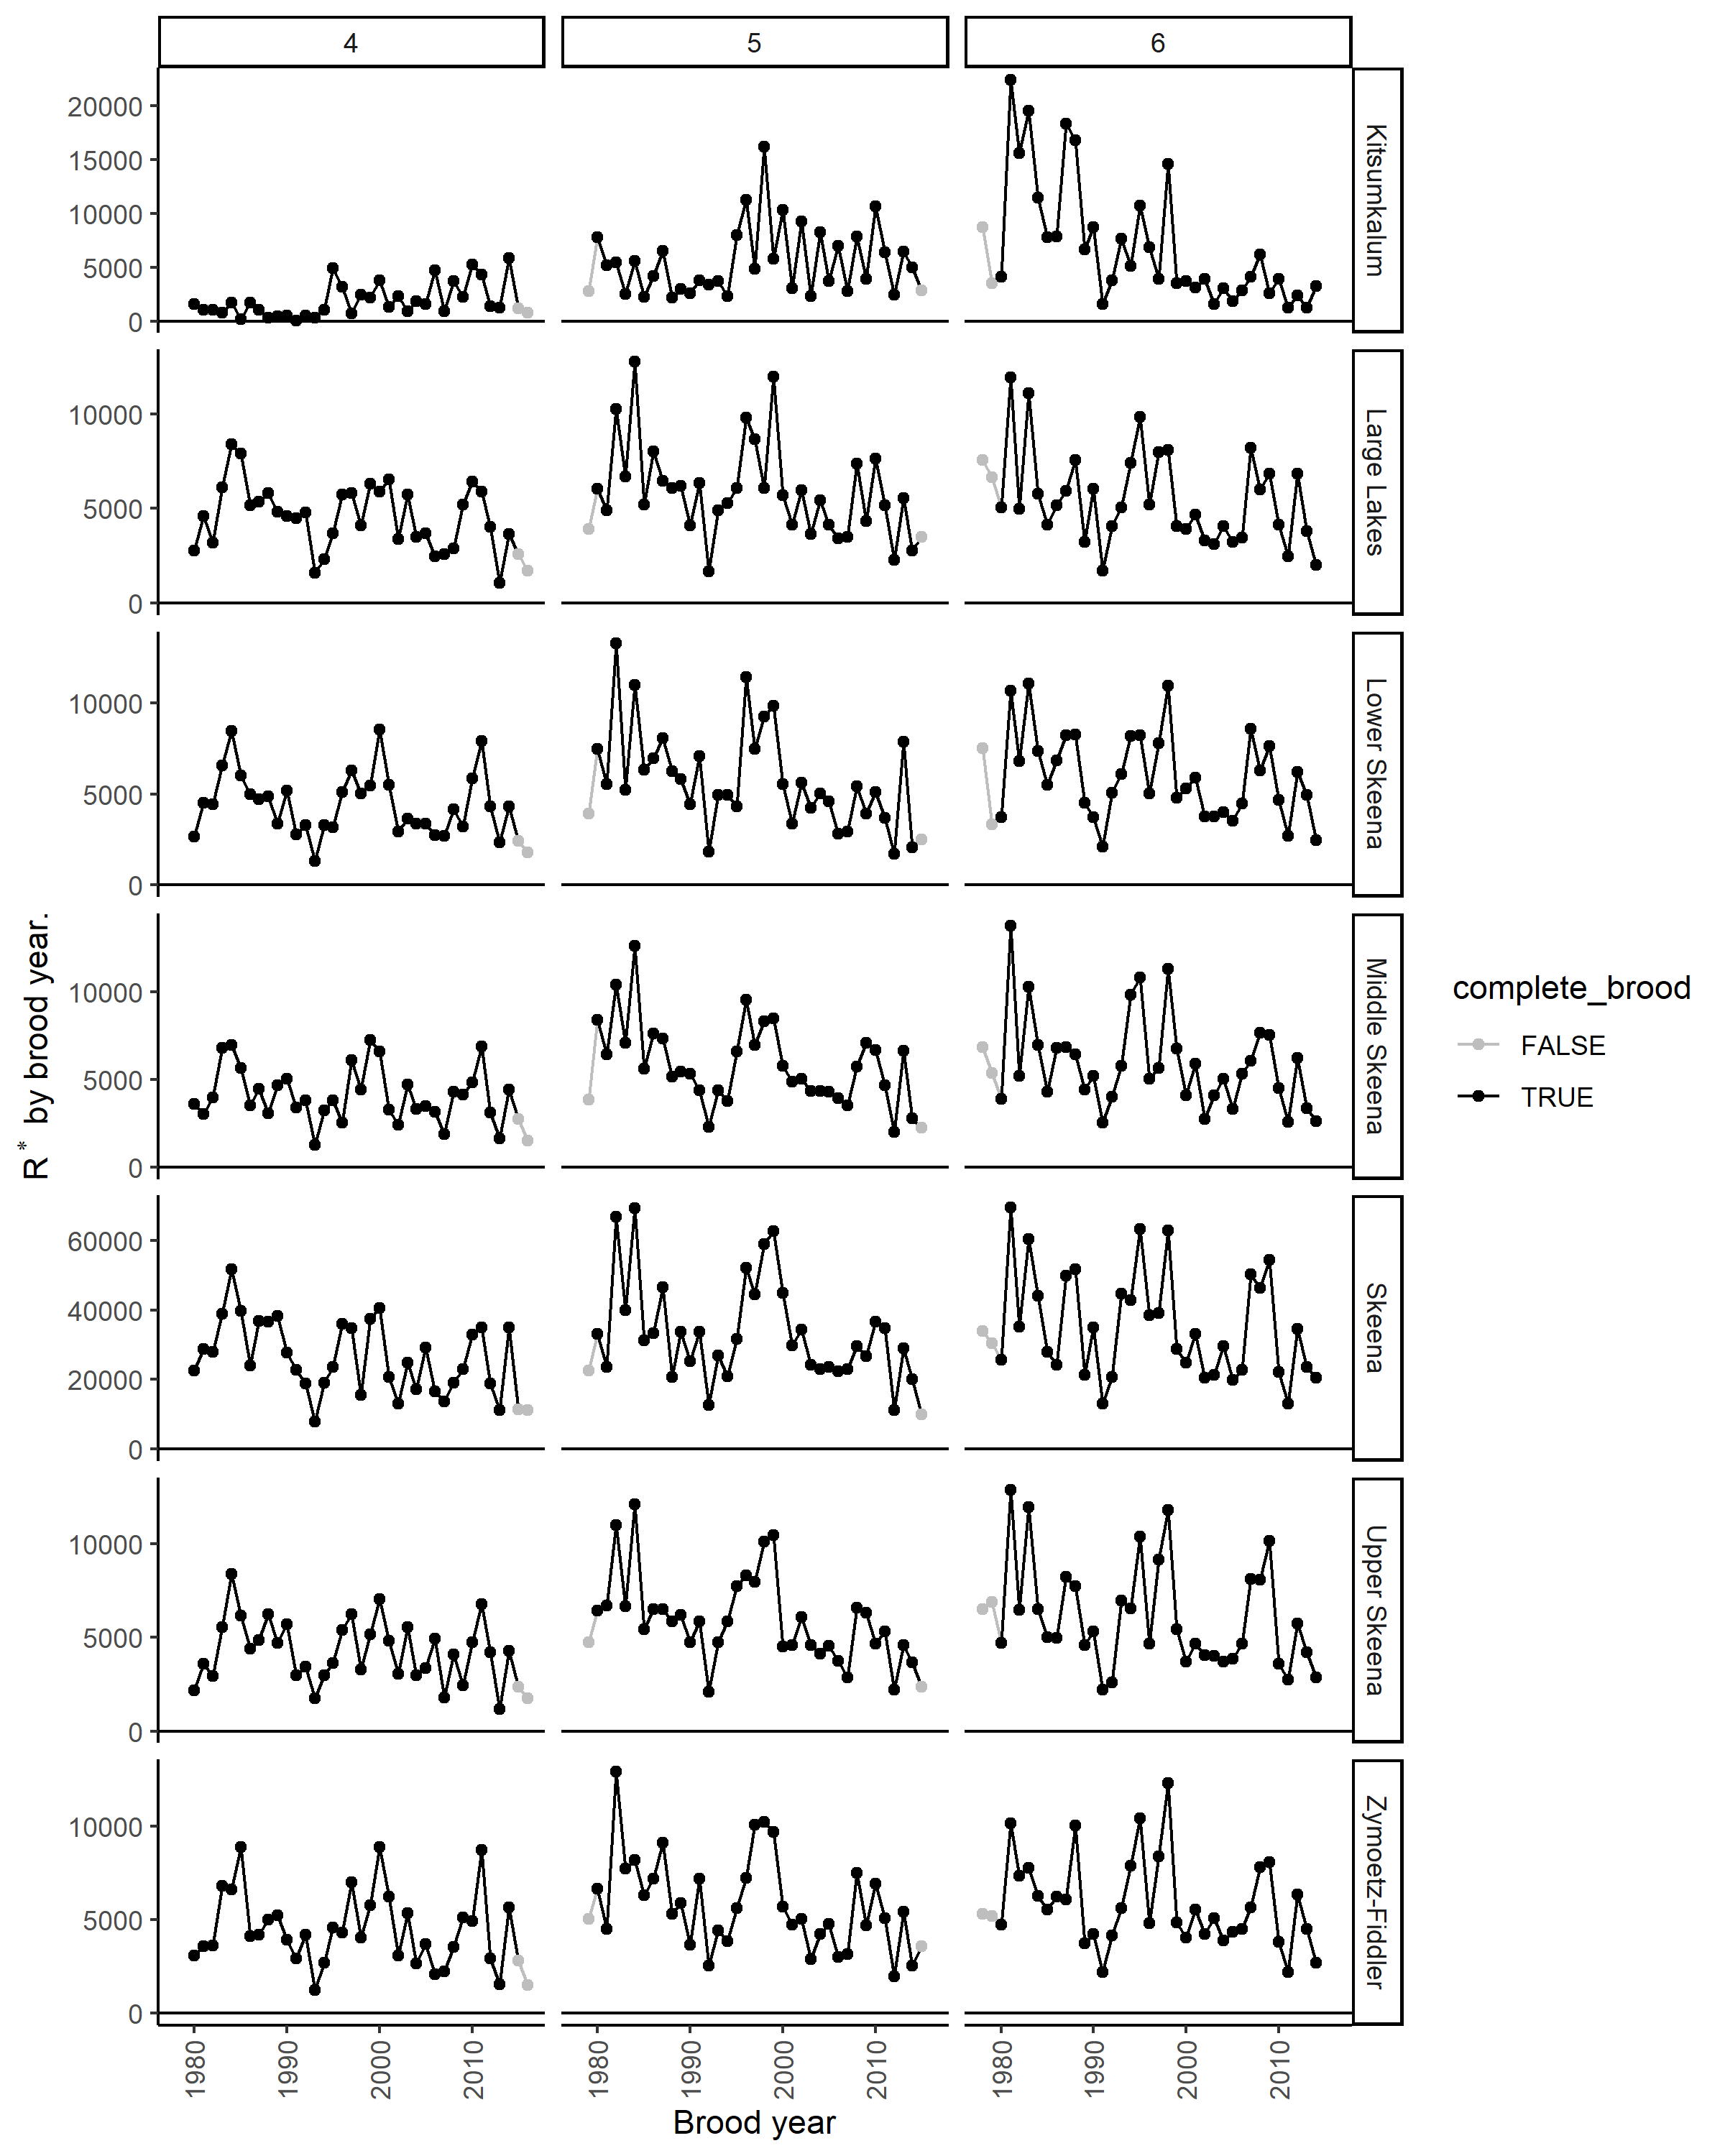 4 5 6
20000
15000
10000
5000
0
Kitsumkalum
10000
5000
0
Large Lakes
10000
5000
0
Lower Skeena
10000
5000
0
Middle Skeena
60000
40000
20000
0
Skeena
10000
5000
0
Upper Skeena
10000
5000
0
Zymoetz-Fiddler
1980 1990 2000 2010 1980 1990 2000 2010 1980 1990 2000 2010
Brood year
R* by brood year.
complete_brood
FALSE
TRUE